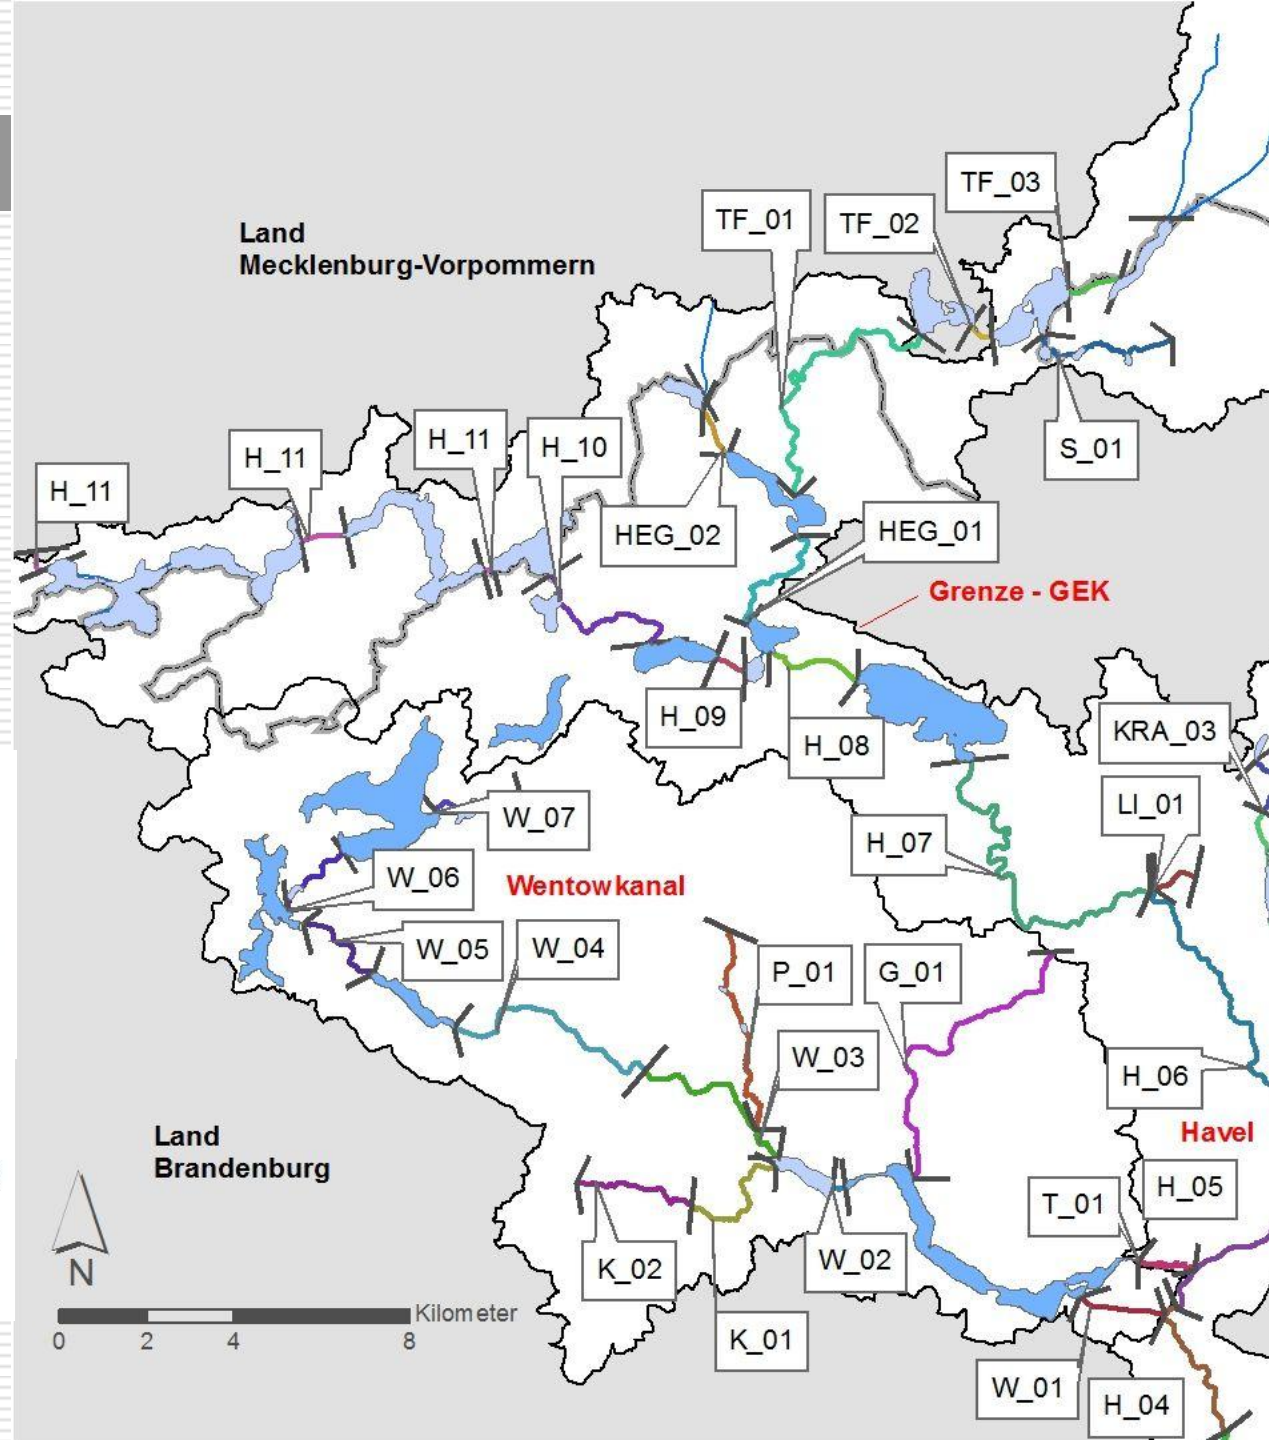 TF_03
TF_01
TF_02
Land
Mecklenburg-Vorpommern
H_11
H_10
H_11
S_01
H_11
HEG_02
HEG_01
Grenze - GEK
H_09
H_08
KRA_03
W_07
LI_01
H_07
W_06
Wentowkanal
W_05
W_04
P_01
G_01
W_03
H_06
Land
Brandenburg
Havel
H_05
T_01
K_02
W_02
N
Kilometer
0 2 4 8
K_01
W_01
H_04